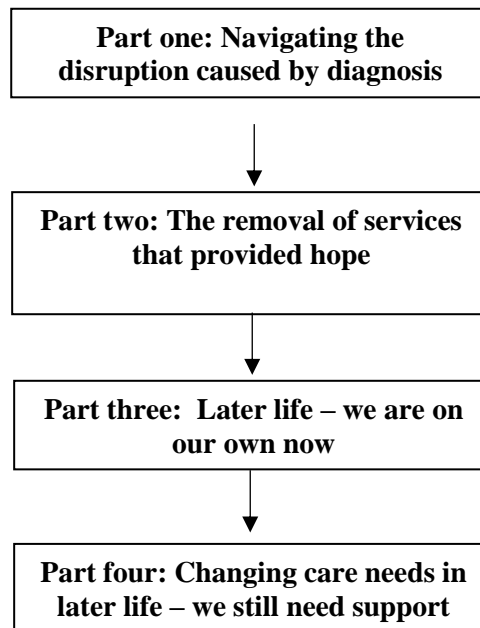 Part one: Navigating the
disruption caused by diagnosis
Part two: The removal of services
that provided hope
Part three:  Later life – we are on
our own now
Part four: Changing care needs in
later life – we still need support